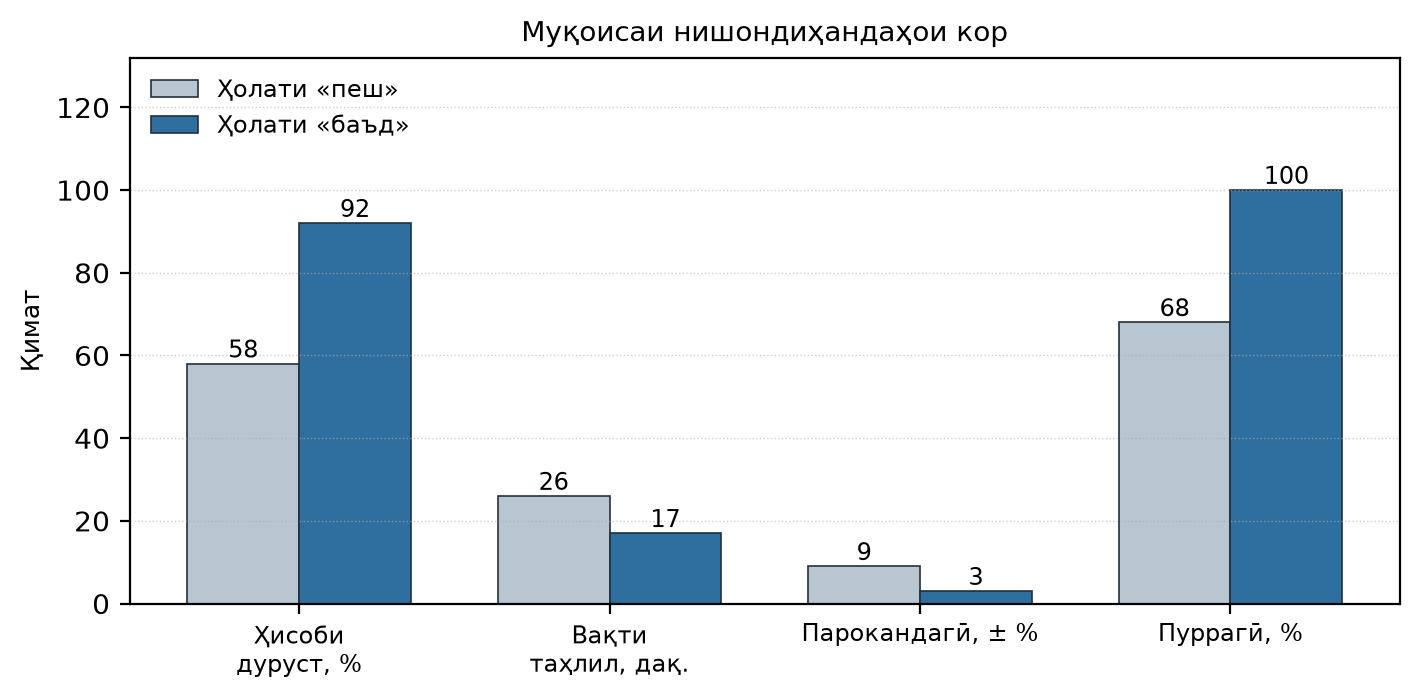 Муқоисаи нишондиҳандаҳои кор
Ҳолати «пеш»
Ҳолати «баъд»
Қимат
120
100
80
60
40
20
0
58
92
26
17
9
3
68
100
Ҳисоби
дуруст, %
Вақти
таҳлил, дақ.
Парокандагӣ, ± %
Пуррагӣ, %